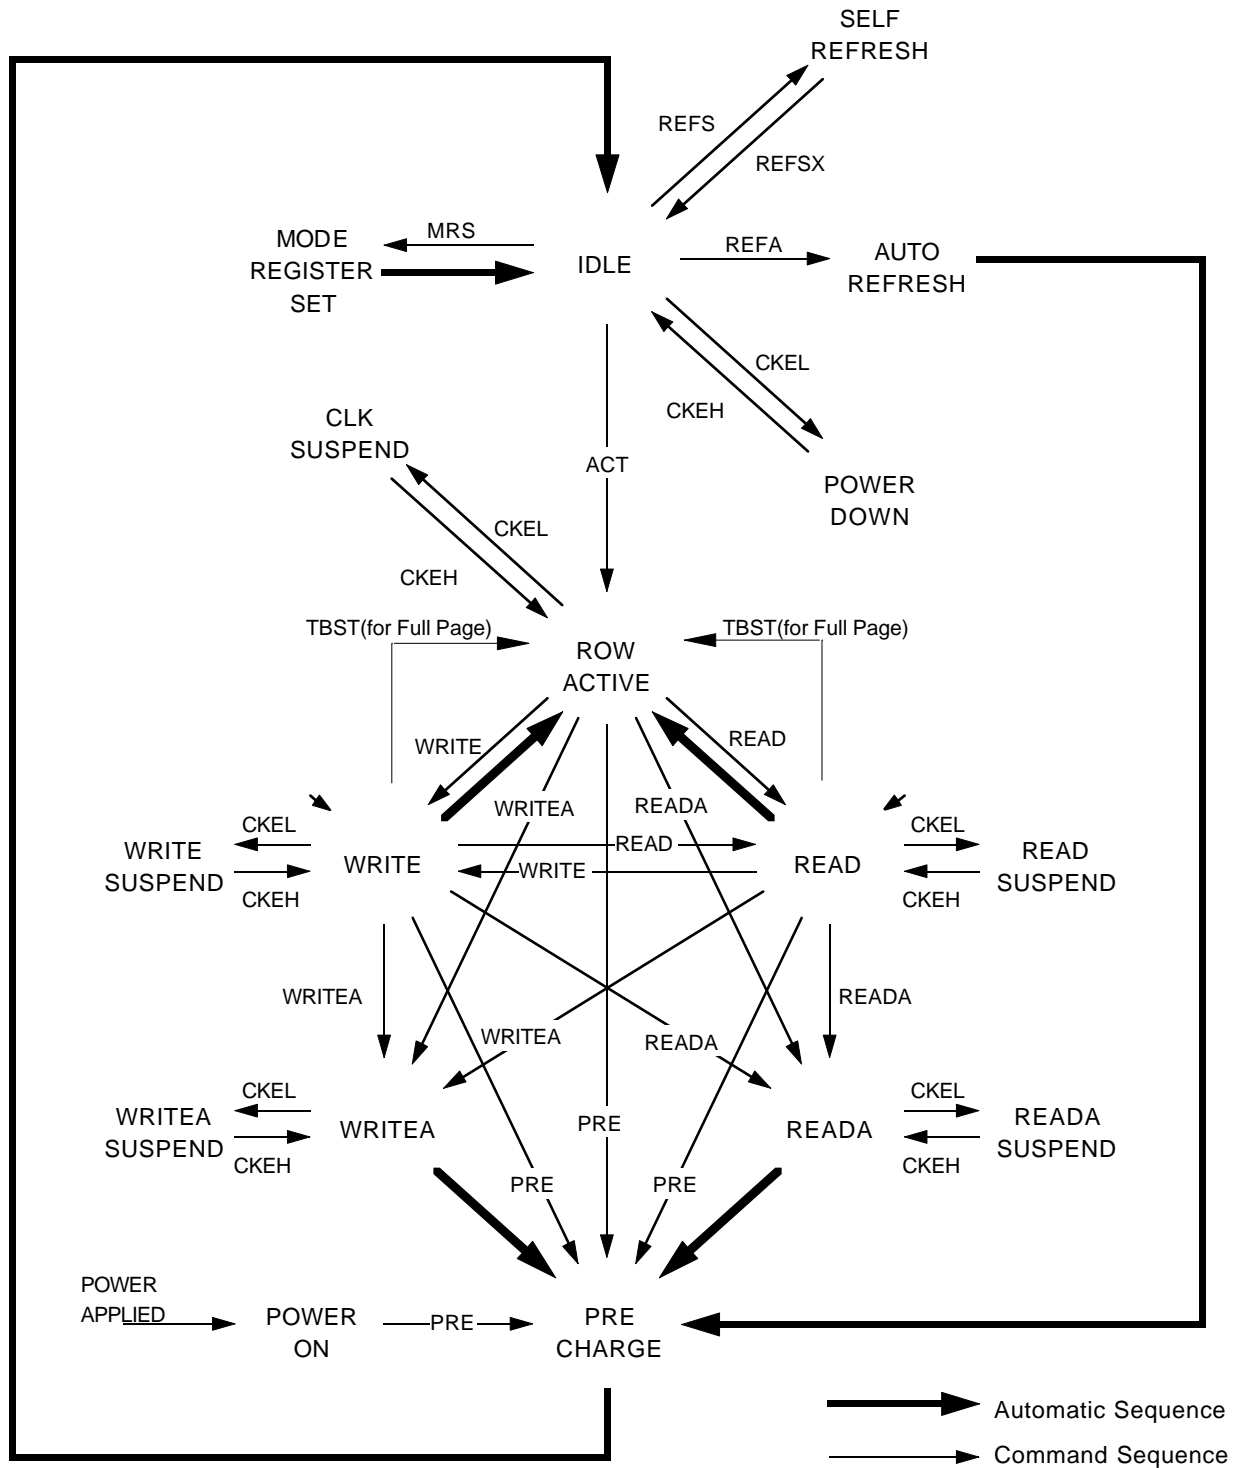 SELF
REFRESH
REFS
REFSX
MRS
MODE
REGISTER
SET
IDLE
REFA
AUTO
REFRESH
CKEL
CKEH
CLK
SUSPEND
ACT
POWER
DOWN
CKEL
CKEH
TBST(for Full Page)
TBST(for Full Page)
ROW
ACTIVE
WRITE
READ
WRITEA
READA
CKEL
CKEL
WRITE
SUSPEND
WRITE
READ
WRITE
READ
READ
SUSPEND
CKEH
CKEH
WRITEA
READA
WRITEA
READA
CKEL
CKEL
WRITEA
SUSPEND
WRITEA
PRE
READA
READA
SUSPEND
CKEH
CKEH
PRE
PRE
POWER
APPLIED
POWER
ON
PRE
PRE
CHARGE
Automatic Sequence
Command Sequence